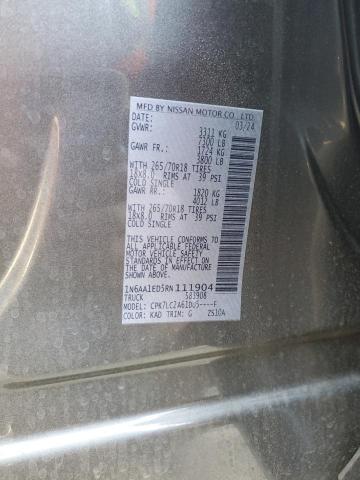 MFD BY NISSAN MOTOR CO., LTD.
DATE: 03/24
GVWR: 3311 KG
7300 LB
GAWR FR: 1724 KG
3800 LB
WITH 265/70R18 TIRES
18X8.0 RIMS AT 39 PSI
COLD SINGLE
GAWR RR: 1820 KG
4012 LB
WITH 265/70R18 TIRES
18X8.0 RIMS AT 39 PSI
COLD SINGLE
THIS VEHICLE CONFORMS TO
ALL APPLICABLE FEDERAL
MOTOR VEHICLE SAFETY
STANDARDS IN EFFECT ON
THE DATE OF MANUFACTURE
SHOWN ABOVE
1N6AA1ED5RN111904
TRUCK 583908
MODEL: CPK7LC2A61DU5----F
COLOR: KAD TRIM: G ZS10A